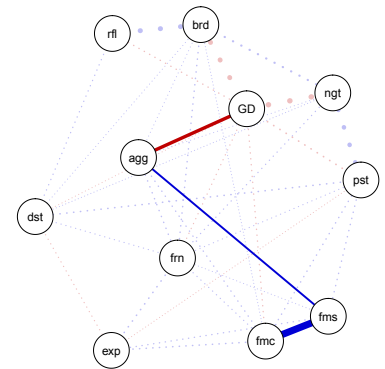 brd
rfl
ngt
GD
agg
pst
dst
frn
fms
fmc
exp